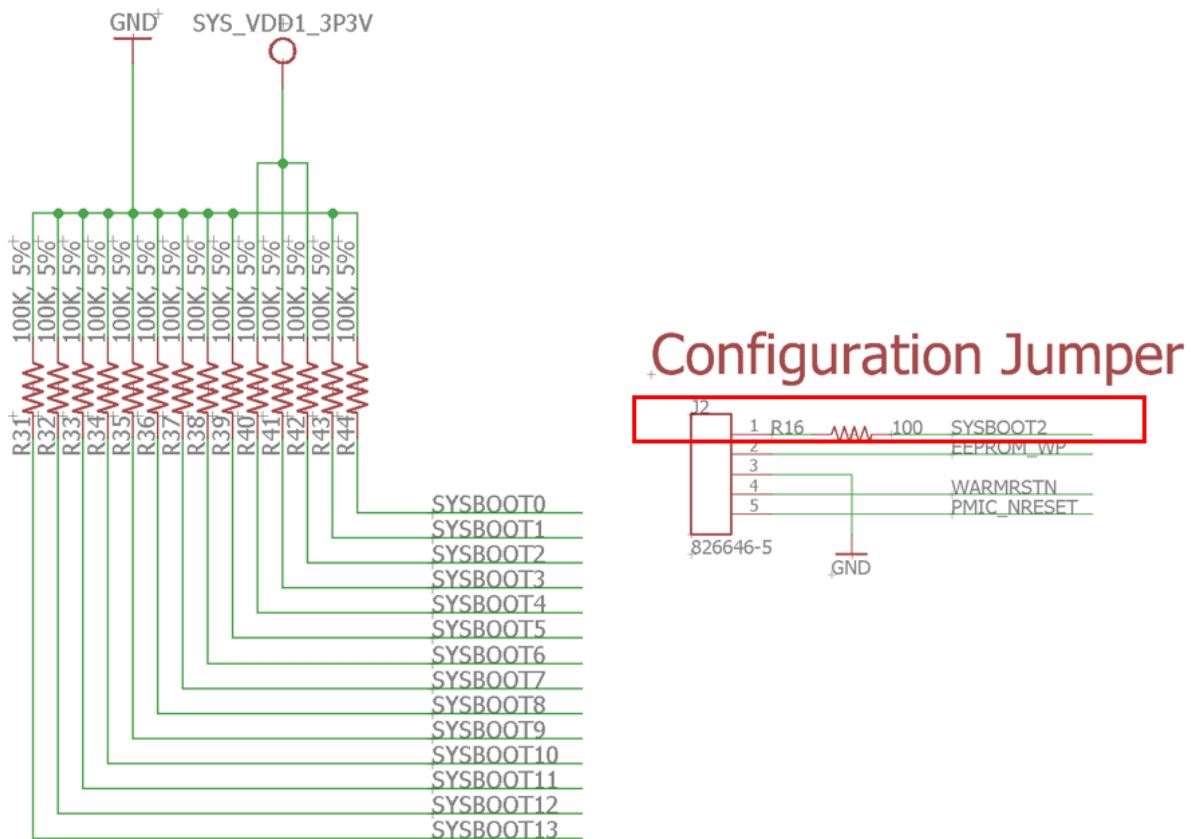 GND
SYS_VDD1_3P3V
100K, 5%
100K, 5%
100K, 5%
100K, 5%
100K, 5%
100K, 5%
100K, 5%
100K, 5%
100K, 5%
100K, 5%
100K, 5%
100K, 5%
100K, 5%
100K, 5%
R31
R32
R33
R34
R35
R36
R37
R38
R39
R40
R41
R42
R43
R44
SYSBOOT0
SYSBOOT1
SYSBOOT2
SYSBOOT3
SYSBOOT4
SYSBOOT5
SYSBOOT6
SYSBOOT7
SYSBOOT8
SYSBOOT9
SYSBOOT10
SYSBOOT11
SYSBOOT12
SYSBOOT13
Configuration Jumper
J2
1 R16 100 SYSBOOT2
2 EEPROM_WP
3
4 WARMRSTN
5 PMIC_NRESET
826646-5
GND